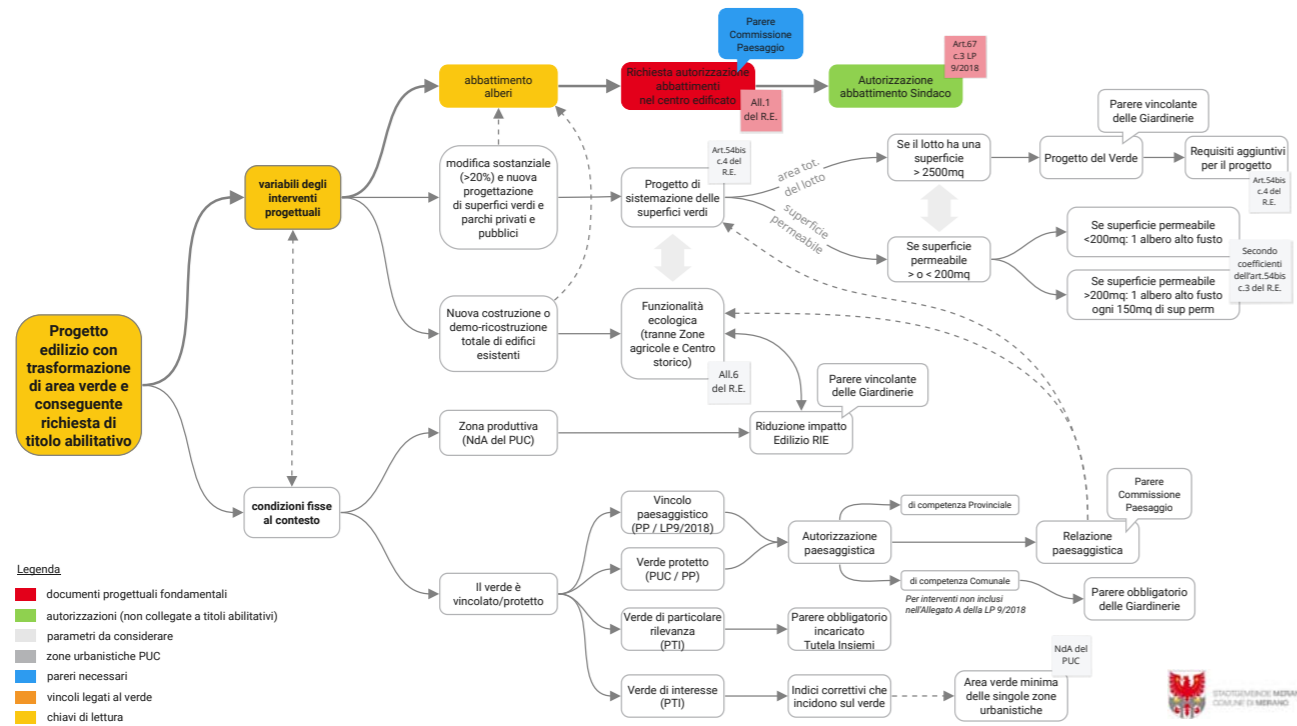 Parere
Commissione
Paesaggio
Art.67
c.3 LP
9/2018
abbattimento
alberi
Richiesta autorizzazione
abbattimenti
nel centro edificato
All.1
del R.E.
Autorizzazione
abbattimento Sindaco
Parere vincolante
delle Giardinerie
variabili degli
interventi
progettuali
modifica sostanziale
(>20%) e nuova
progettazione
di superfici verdi e
parchi privati e
pubblici
Art.54bis
c.4 del
R.E.
Progetto di
sistemazione delle
superfici verdi
area tot.
del lotto
superficie
permeabile
Se il lotto ha una
superficie
> 2500mq
Progetto del Verde
Requisiti aggiuntivi
per il progetto
Art.54bis
c.4 del
R.E.
Se superficie
permeabile
> o < 200mq
Se superficie permeabile
<200mq: 1 albero alto fusto
Se superficie permeabile
>200mq: 1 albero alto fusto
ogni 150mq di sup perm
Secondo
coefficienti
dell'art.54bis
c.3 del R.E.
Nuova costruzione o
demo-ricostruzione
totale di edifici
esistenti
Funzionalità
ecologica
(tranne Zone
agricole e Centro
storico)
All.6
del R.E.
Progetto
edilizio con
trasformazione
di area verde e
conseguente
richiesta di
titolo abilitativo
Zona produttiva
(NdA del PUC)
Riduzione impatto
Edilizio RIE
Parere vincolante
delle Giardinerie
condizioni fisse
al contesto
Il verde è
vincolato/protetto
Vincolo
paesaggistico
(PP / LP9/2018)
Verde protetto
(PUC / PP)
Autorizzazione
paesaggistica
di competenza Provinciale
di competenza Comunale
Per interventi non inclusi
nell'Allegato A della LP 9/2018
Relazione
paesaggistica
Parere
Commissione
Paesaggio
Parere obbligatorio
delle Giardinerie
Verde di particolare
rilevanza
(PTI)
Parere obbligatorio
incaricato
Tutela Insiemi
Verde di interesse
(PTI)
Indici correttivi che
incidono sul verde
Area verde minima
delle singole zone
urbanistiche
NdA del
PUC
Legenda
documenti progettuali fondamentali
autorizzazioni (non collegate a titoli abilitativi)
parametri da considerare
zone urbanistiche PUC
pareri necessari
vincoli legati al verde
chiavi di lettura
STADTGEMEINDE MERAN
COMUNE DI MERANO